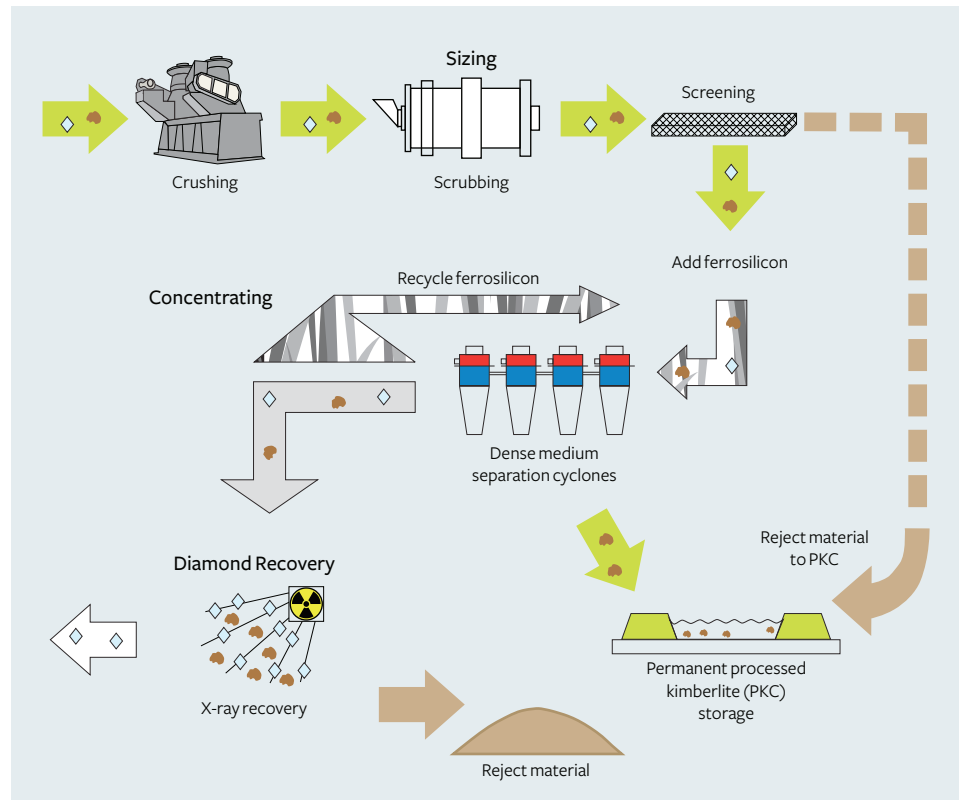 Sizing
Screening
Crushing
Scrubbing
Add ferrosilicon
Recycle ferrosilicon
Concentrating
Dense medium
separation cyclones
Reject material
to PKC
Diamond Recovery
X-ray recovery
Permanent processed
kimberlite (PKC)
storage
Reject material